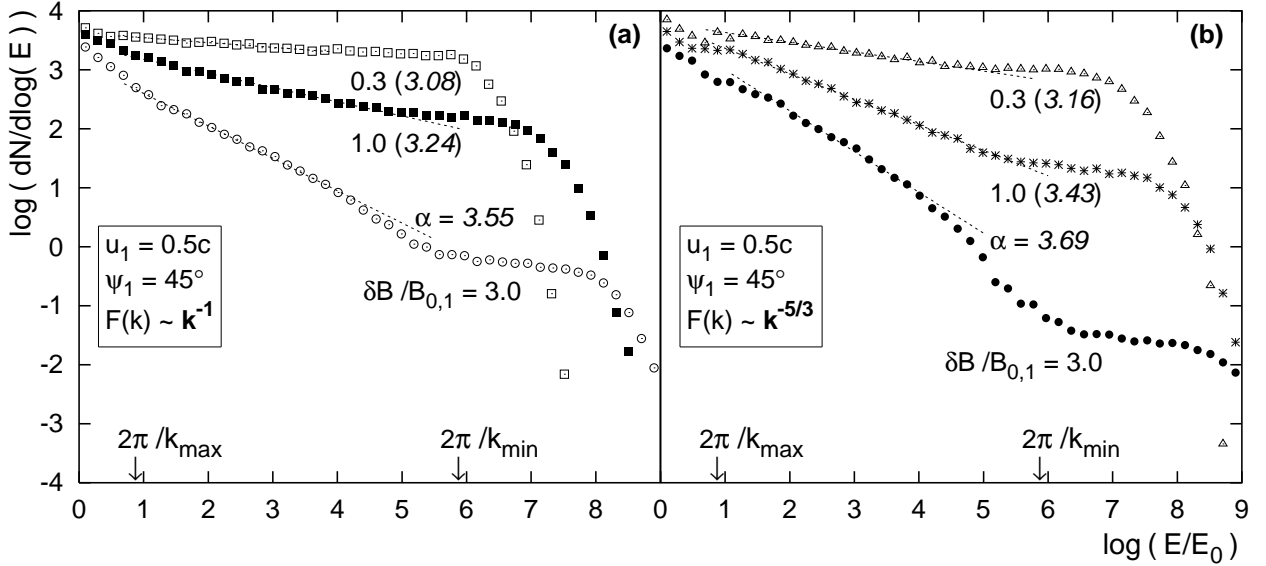 log ( dN/dlog( E ) )
4
3
2
1
0
-1
-2
-3
-4
(a)
0.3 (3.08)
1.0 (3.24)
α = 3.55
δB /B0,1 = 3.0
u1 = 0.5c
ψ1 = 45°
F(k) ~ k-1
2π /kmax
2π /kmin
0 1 2 3 4 5 6 7 8
(b)
0.3 (3.16)
1.0 (3.43)
α = 3.69
δB /B0,1 = 3.0
u1 = 0.5c
ψ1 = 45°
F(k) ~ k-5/3
2π /kmax
2π /kmin
0 1 2 3 4 5 6 7 8 9
log ( E/E0 )